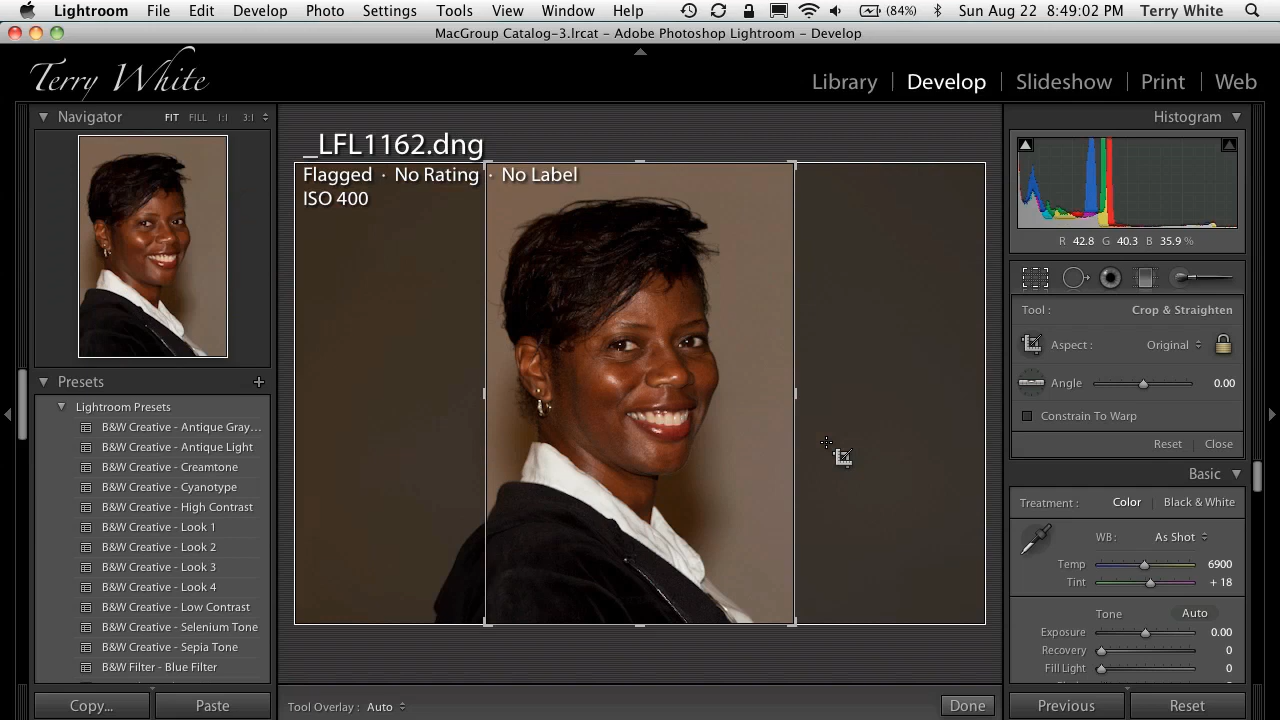 Lightroom File Edit Develop Photo Settings Tools View Window Help (84%) Sun Aug 22 8:49:02 PM Terry White
MacGroup Catalog-3.lrcat – Adobe Photoshop Lightroom – Develop
Terry White
Library Develop Slideshow Print Web
Navigator FIT FILL 1:1 3:1
Presets
Lightroom Presets
B&W Creative - Antique Gray...
B&W Creative - Antique Light
B&W Creative - Creamtone
B&W Creative - Cyanotype
B&W Creative - High Contrast
B&W Creative - Look 1
B&W Creative - Look 2
B&W Creative - Look 3
B&W Creative - Look 4
B&W Creative - Low Contrast
B&W Creative - Selenium Tone
B&W Creative - Sepia Tone
B&W Filter - Blue Filter
Copy... Paste
_LFL1162.dng
Flagged · No Rating · No Label
ISO 400
Tool Overlay : Auto Done
Histogram
R 42.8 G 40.3 B 35.9 %
Tool : Crop & Straighten
Aspect : Original
Angle 0.00
Constrain To Warp
Reset Close
Basic
Treatment : Color Black & White
WB : As Shot
Temp 6900
Tint + 18
Tone Auto
Exposure 0.00
Recovery 0
Fill Light 0
Previous Reset